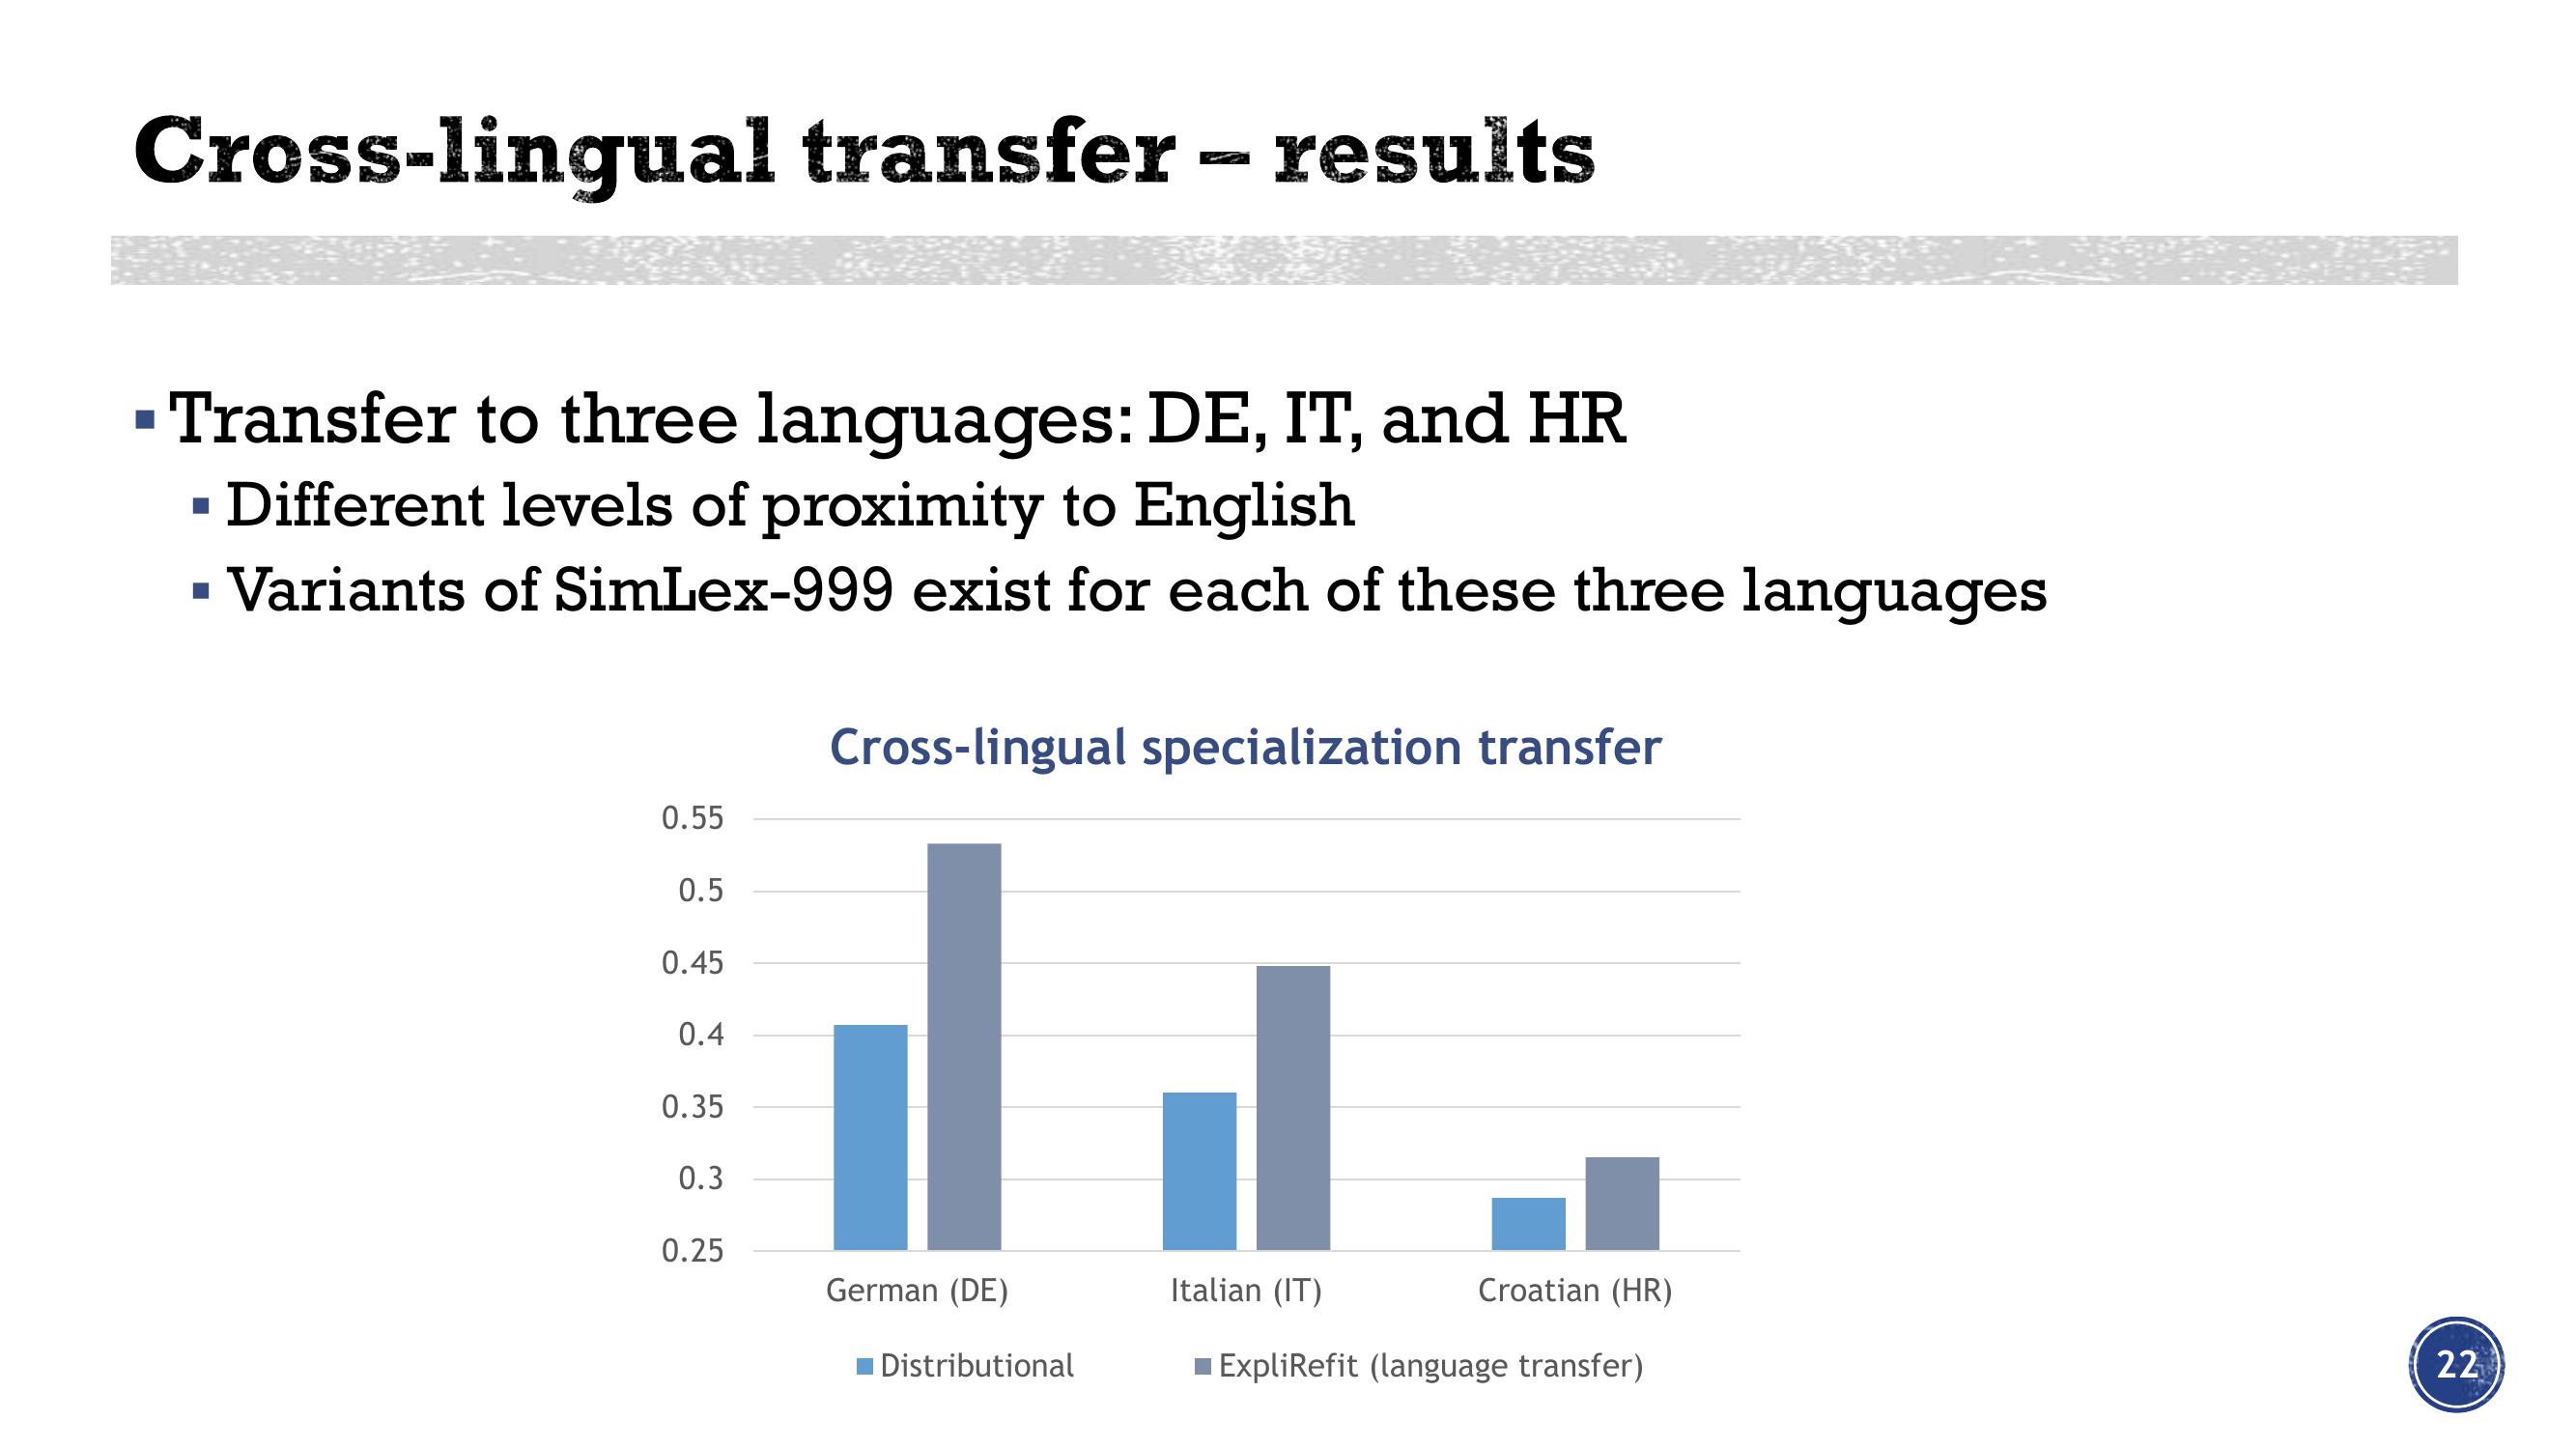 Cross-lingual transfer – results
▪ Transfer to three languages: DE, IT, and HR
▪ Different levels of proximity to English
▪ Variants of SimLex-999 exist for each of these three languages
Cross-lingual specialization transfer
0.55
0.5
0.45
0.4
0.35
0.3
0.25
German (DE) Italian (IT) Croatian (HR)
Distributional ExpliRefit (language transfer)
22